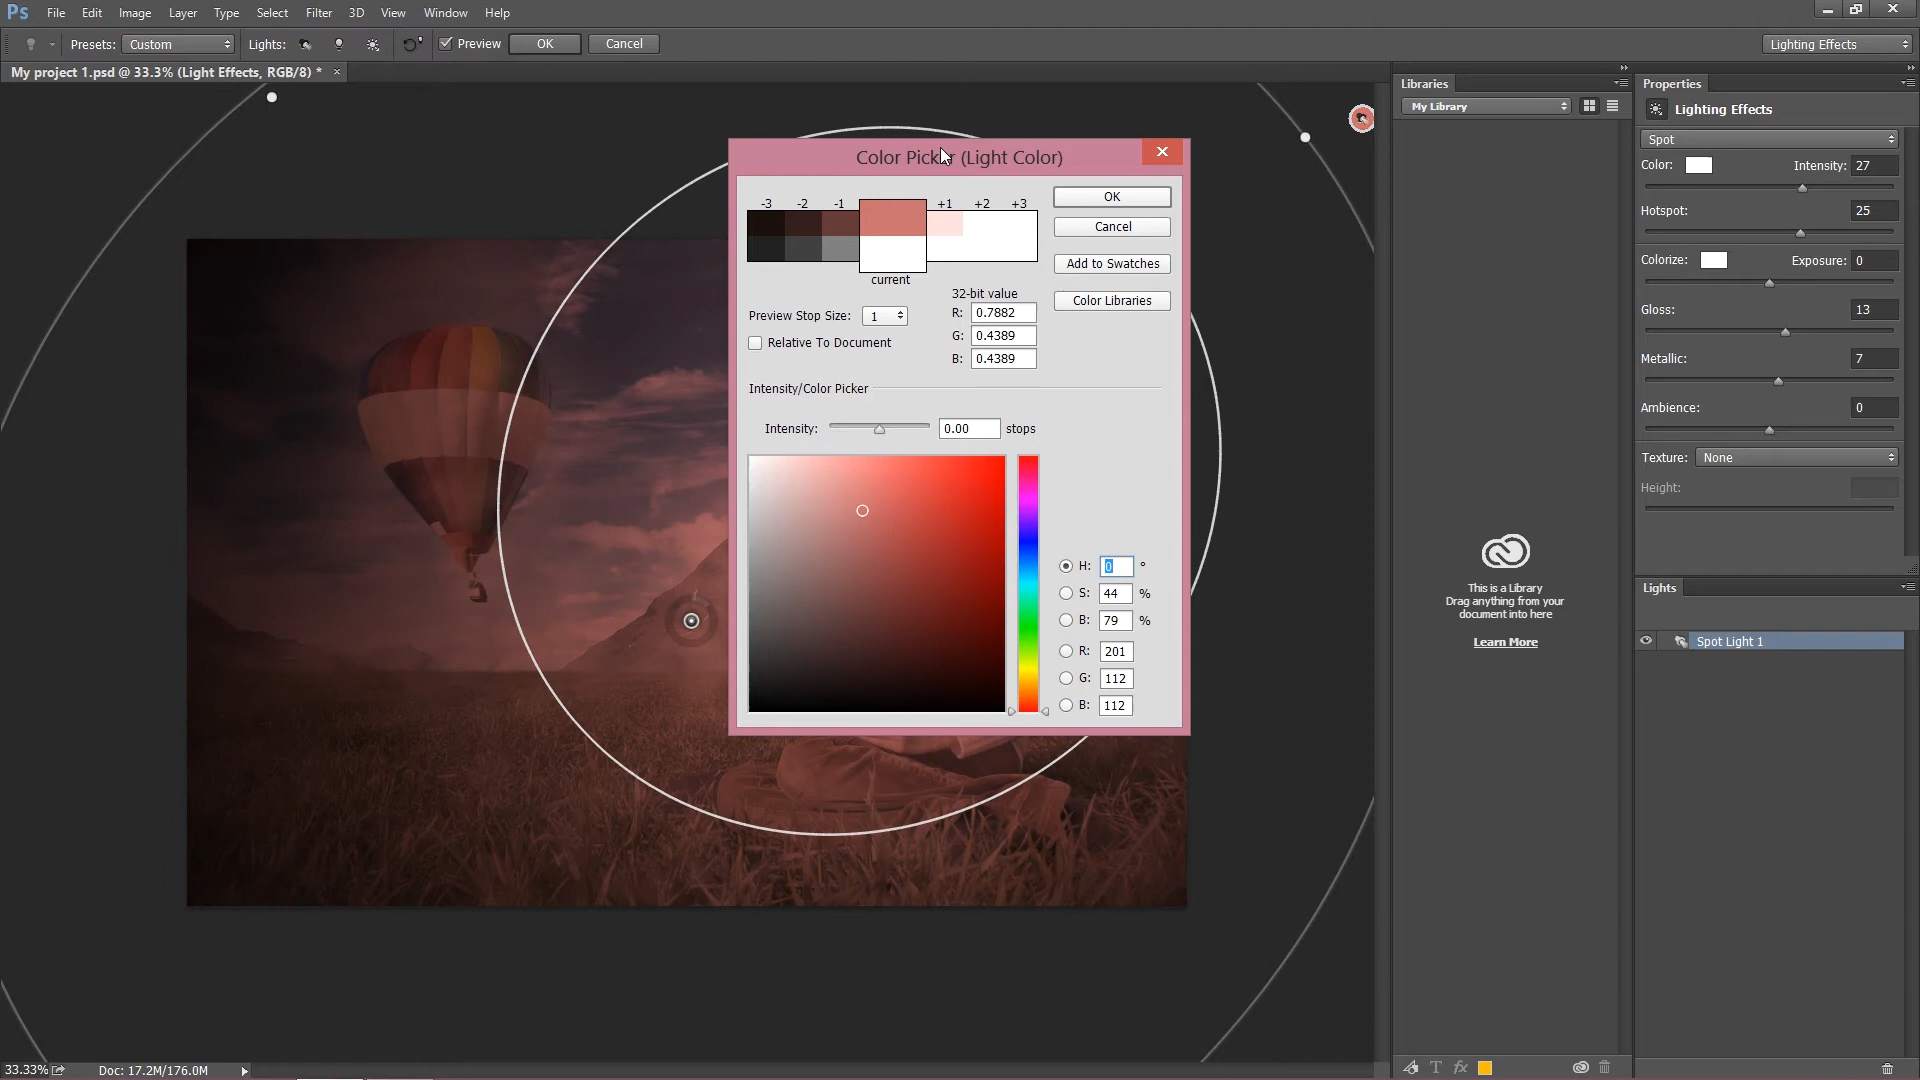 Ps File Edit Image Layer Type Select Filter 3D View Window Help
Presets: Custom Lights: Preview OK Cancel Lighting Effects
My project 1.psd @ 33.3% (Light Effects, RGB/8) * ×
Color Picker (Light Color)
-3 -2 -1 +1 +2 +3
current
OK
Cancel
Add to Swatches
Color Libraries
Preview Stop Size: 1
Relative To Document
32-bit value
R: 0.7882
G: 0.4389
B: 0.4389
Intensity/Color Picker
Intensity: 0.00 stops
H: 0 °
S: 44 %
B: 79 %
R: 201
G: 112
B: 112
Libraries
My Library
This is a Library
Drag anything from your
document into here
Learn More
Properties
Lighting Effects
Spot
Color: Intensity: 27
Hotspot: 25
Colorize: Exposure: 0
Gloss: 13
Metallic: 7
Ambience: 0
Texture: None
Height:
Lights
Spot Light 1
33.33% Doc: 17.2M/176.0M
T fx